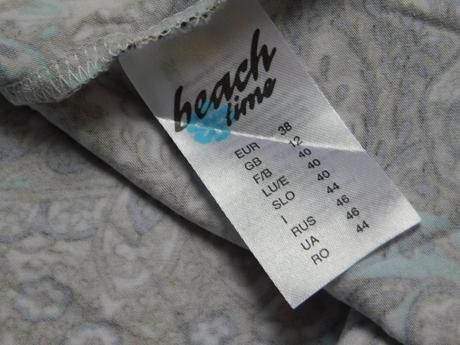 beach
time
EUR 38
GB 12
F/B 40
LU/E 40
SLO 40
I 44
RUS 46
UA 46
RO 44